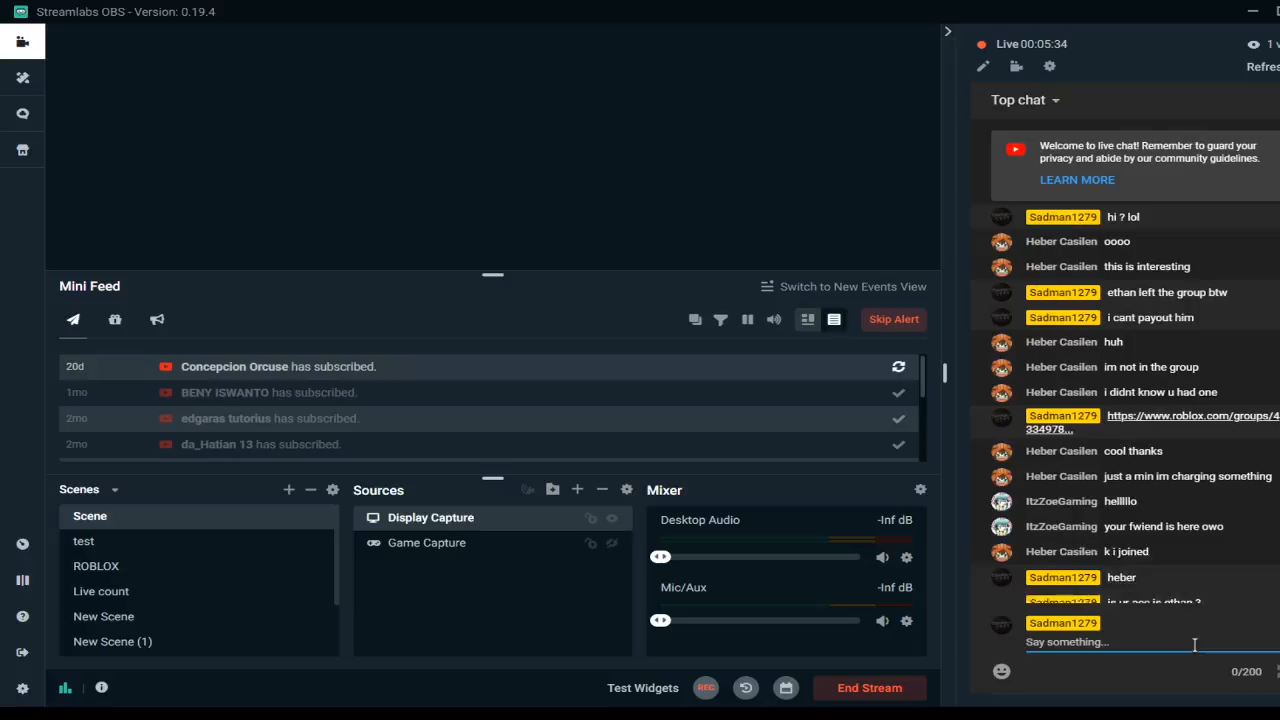 Streamlabs OBS - Version: 0.19.4
Live 00:05:34
1 v
Refres
Top chat
Welcome to live chat! Remember to guard your
privacy and abide by our community guidelines.
LEARN MORE
Sadman1279 hi ? lol
Heber Casilen oooo
Heber Casilen this is interesting
Sadman1279 ethan left the group btw
Sadman1279 i cant payout him
Heber Casilen huh
Heber Casilen im not in the group
Heber Casilen i didnt know u had one
Sadman1279 https://www.roblox.com/groups/4
334978...
Heber Casilen cool thanks
Heber Casilen just a min im charging something
ItzZoeGaming helllllo
ItzZoeGaming your fwiend is here owo
Heber Casilen k i joined
Sadman1279 heber
Sadman1279
Sadman1279
Say something...
0/200
Mini Feed
Switch to New Events View
Skip Alert
20d Concepcion Orcuse has subscribed.
1mo BENY ISWANTO has subscribed.
2mo edgaras tutorius has subscribed.
2mo da_Hatian 13 has subscribed.
Scenes
Scene
test
ROBLOX
Live count
New Scene
New Scene (1)
Sources
Display Capture
Game Capture
Mixer
Desktop Audio -Inf dB
Mic/Aux -Inf dB
Test Widgets
REC
End Stream